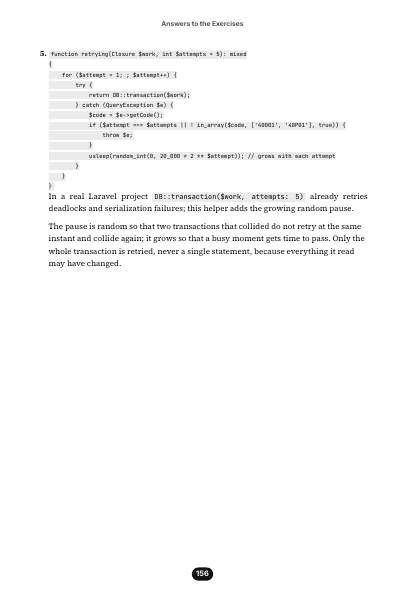 Answers to the Exercises
5. function retrying(Closure $work, int $attempts = 5): mixed
{
    for ($attempt = 1; ; $attempt++) {
        try {
            return DB::transaction($work);
        } catch (QueryException $e) {
            $code = $e->getCode();
            if ($attempt === $attempts || ! in_array($code, ['40001', '40P01'], true)) {
                throw $e;
            }
            usleep(random_int(0, 20_000 * 2 ** $attempt)); // grows with each attempt
        }
    }
}
In a real Laravel project DB::transaction($work, attempts: 5) already retries
deadlocks and serialization failures; this helper adds the growing random pause.
The pause is random so that two transactions that collided do not retry at the same
instant and collide again; it grows so that a busy moment gets time to pass. Only the
whole transaction is retried, never a single statement, because everything it read
may have changed.
156